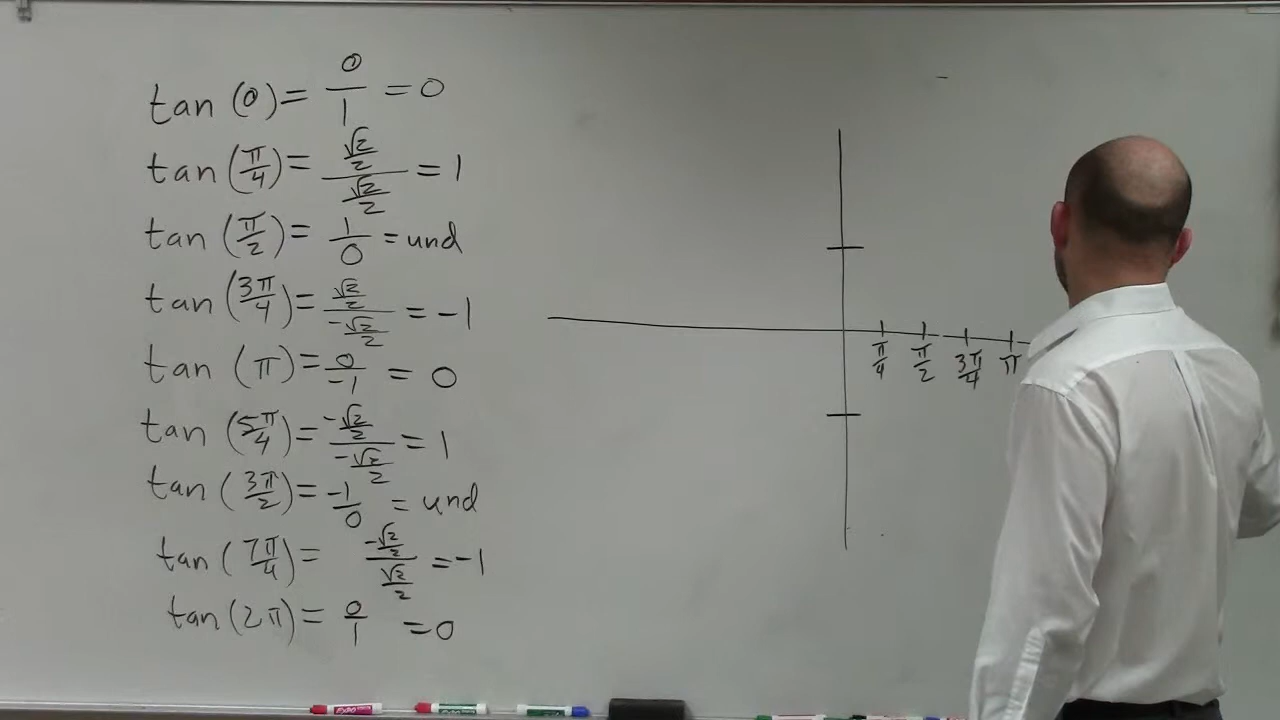 tan (0) = 0/1 = 0
tan (π/4) = (√2/2)/(√2/2) = 1
tan (π/2) = 1/0 = und
tan (3π/4) = (√2/2)/(-√2/2) = -1
tan (π) = 0/-1 = 0
tan (5π/4) = (-√2/2)/(-√2/2) = 1
tan (3π/2) = -1/0 = und
tan (7π/4) = (-√2/2)/(√2/2) = -1
tan (2π) = 0/1 = 0
π/4 π/2 3π/4 π
EXPO